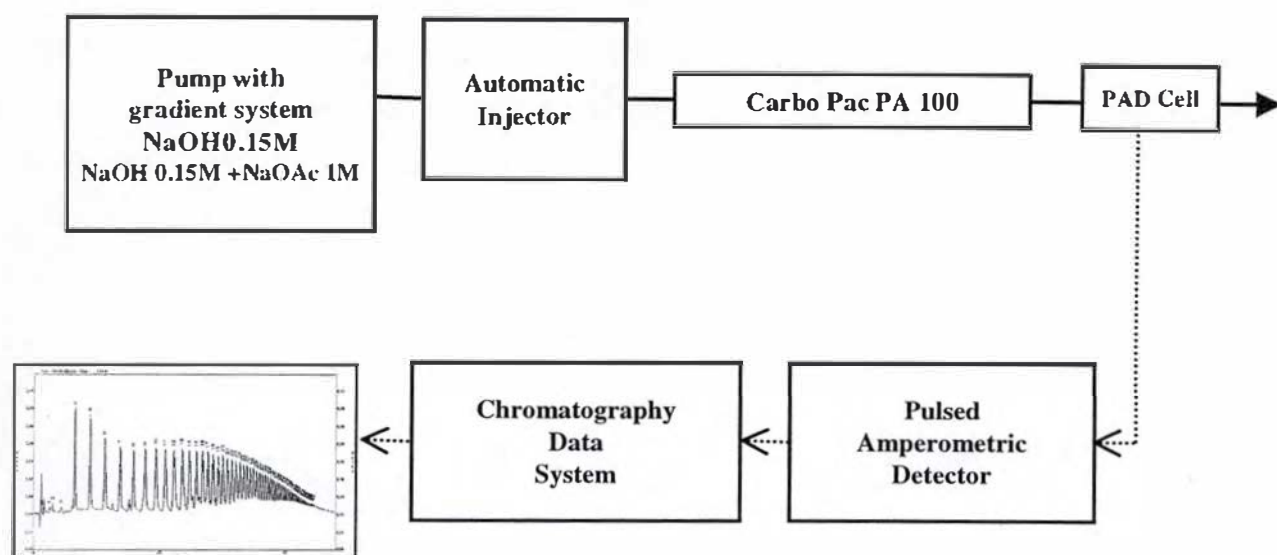 Pump with
gradient system
NaOH0.15M
NaOH 0.15M +NaOAc 1M
Automatic
Injector
Carbo Pac PA 100
PAD Cell
Chromatography
Data
System
Pulsed
Amperometric
Detector